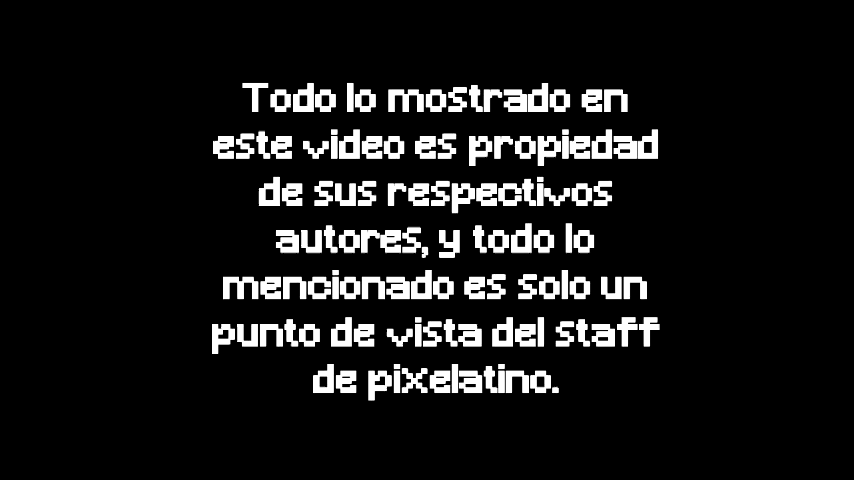 Todo lo mostrado en
este video es propiedad
de sus respectivos
autores, y todo lo
mencionado es solo un
punto de vista del staff
de pixelatino.